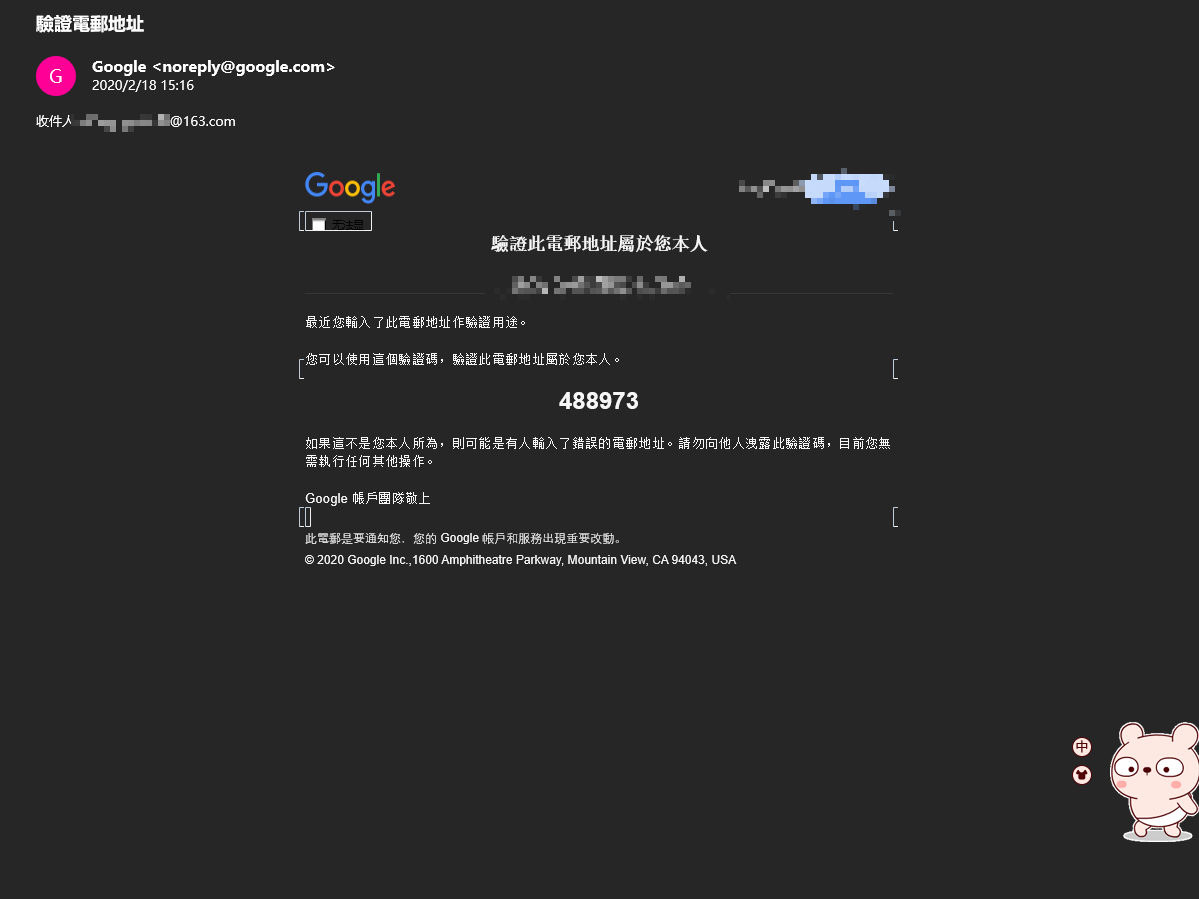 驗證電郵地址
G
Google <noreply@google.com>
2020/2/18 15:16
收件人
@163.com
Google
驗證此電郵地址屬於您本人
最近您輸入了此電郵地址作驗證用途。
您可以使用這個驗證碼，驗證此電郵地址屬於您本人。
488973
如果這不是您本人所為，則可能是有人輸入了錯誤的電郵地址。請勿向他人洩露此驗證碼，目前您無
需執行任何其他操作。
Google 帳戶團隊敬上
此電郵是要通知您，您的 Google 帳戶和服務出現重要改動。
© 2020 Google Inc.,1600 Amphitheatre Parkway, Mountain View, CA 94043, USA
中